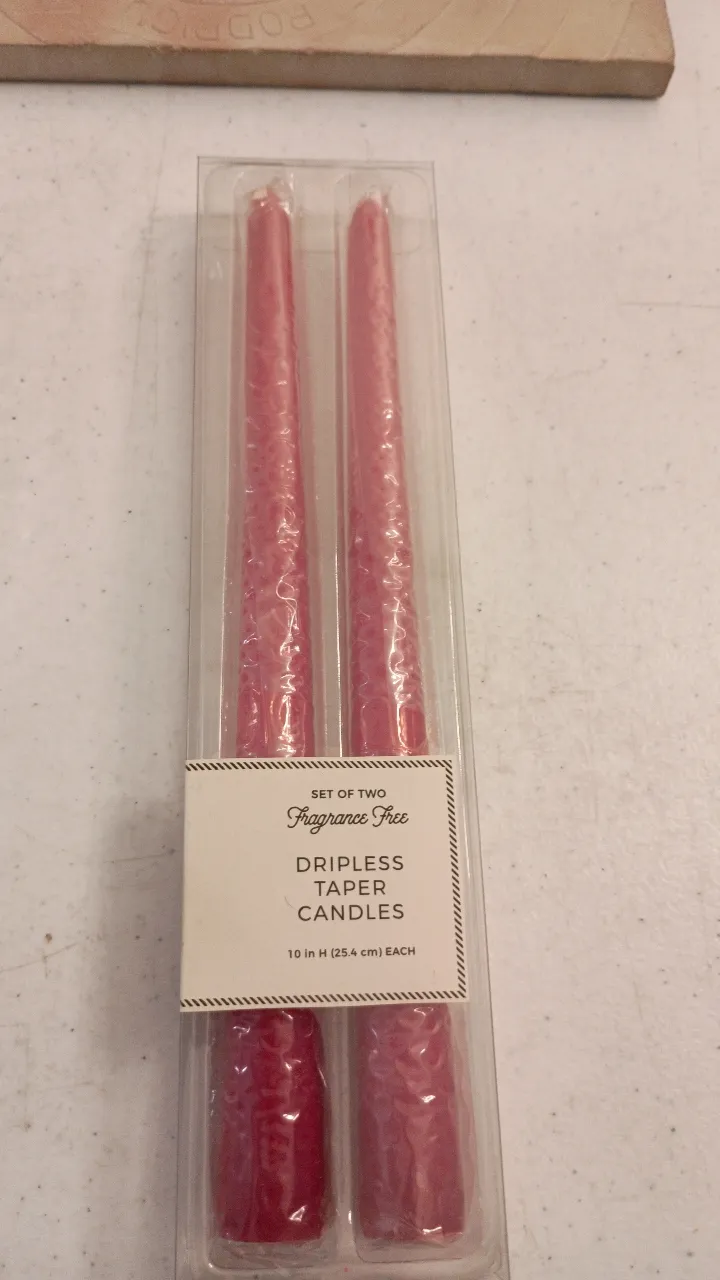 SET OF TWO
Fragrance Free
DRIPLESS
TAPER
CANDLES
10 in H (25.4 cm) EACH